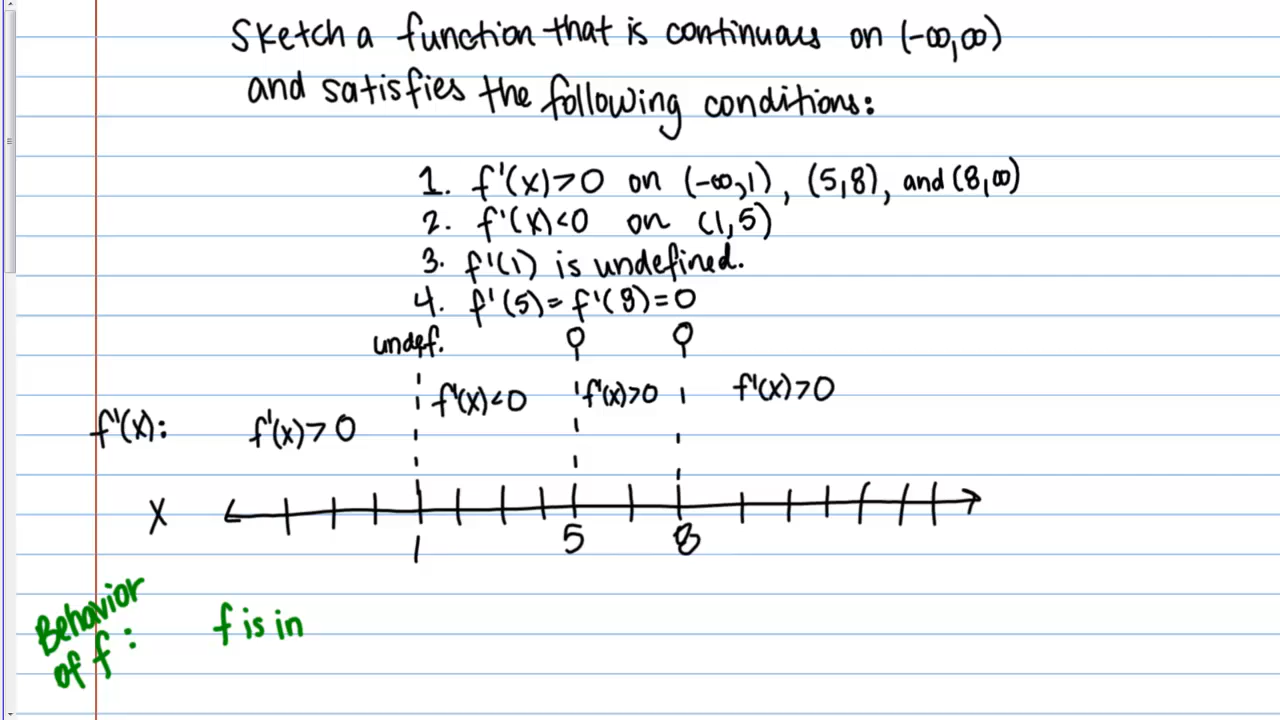 Sketch a function that is continuous on (-∞,∞)
and satisfies the following conditions:
1. f'(x)>0 on (-∞,1), (5,8), and (8,∞)
2. f'(x)<0 on (1,5)
3. f'(1) is undefined.
4. f'(5)= f'(8)=0
undef. 0 0
f'(x): f'(x)>0 f'(x)<0 f'(x)>0 f'(x)>0
X
1 5 8
Behavior
of f: f is in